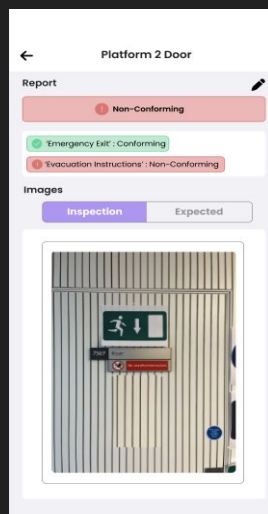 Platform 2 Door
Report
Non-Conforming
'Emergency Exit' : Conforming
'Evacuation Instructions' : Non-Conforming
Images
Inspection
Expected